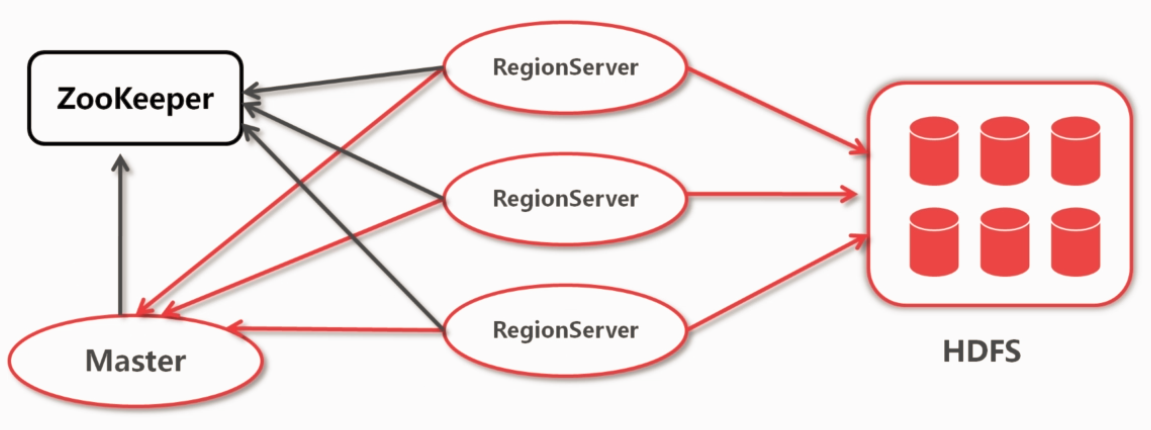 RegionServer
ZooKeeper
RegionServer
RegionServer
Master
HDFS